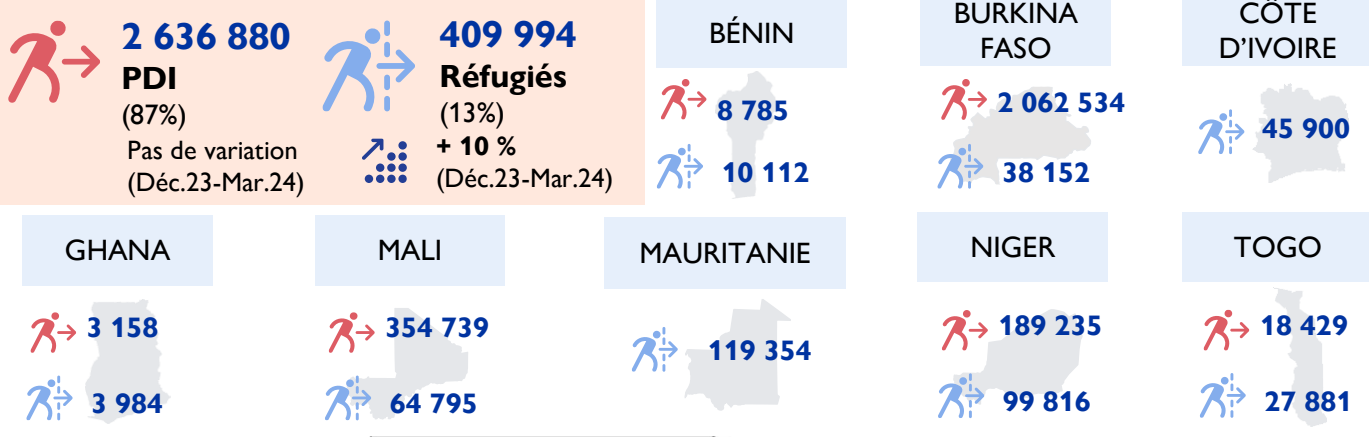 2 636 880
PDI
(87%)
Pas de variation
(Déc.23-Mar.24)
409 994
Réfugiés
(13%)
+ 10 %
(Déc.23-Mar.24)
BÉNIN
8 785
10 112
BURKINA
FASO
2 062 534
38 152
CÔTE
D'IVOIRE
45 900
GHANA
3 158
3 984
MALI
354 739
64 795
MAURITANIE
119 354
NIGER
189 235
99 816
TOGO
18 429
27 881